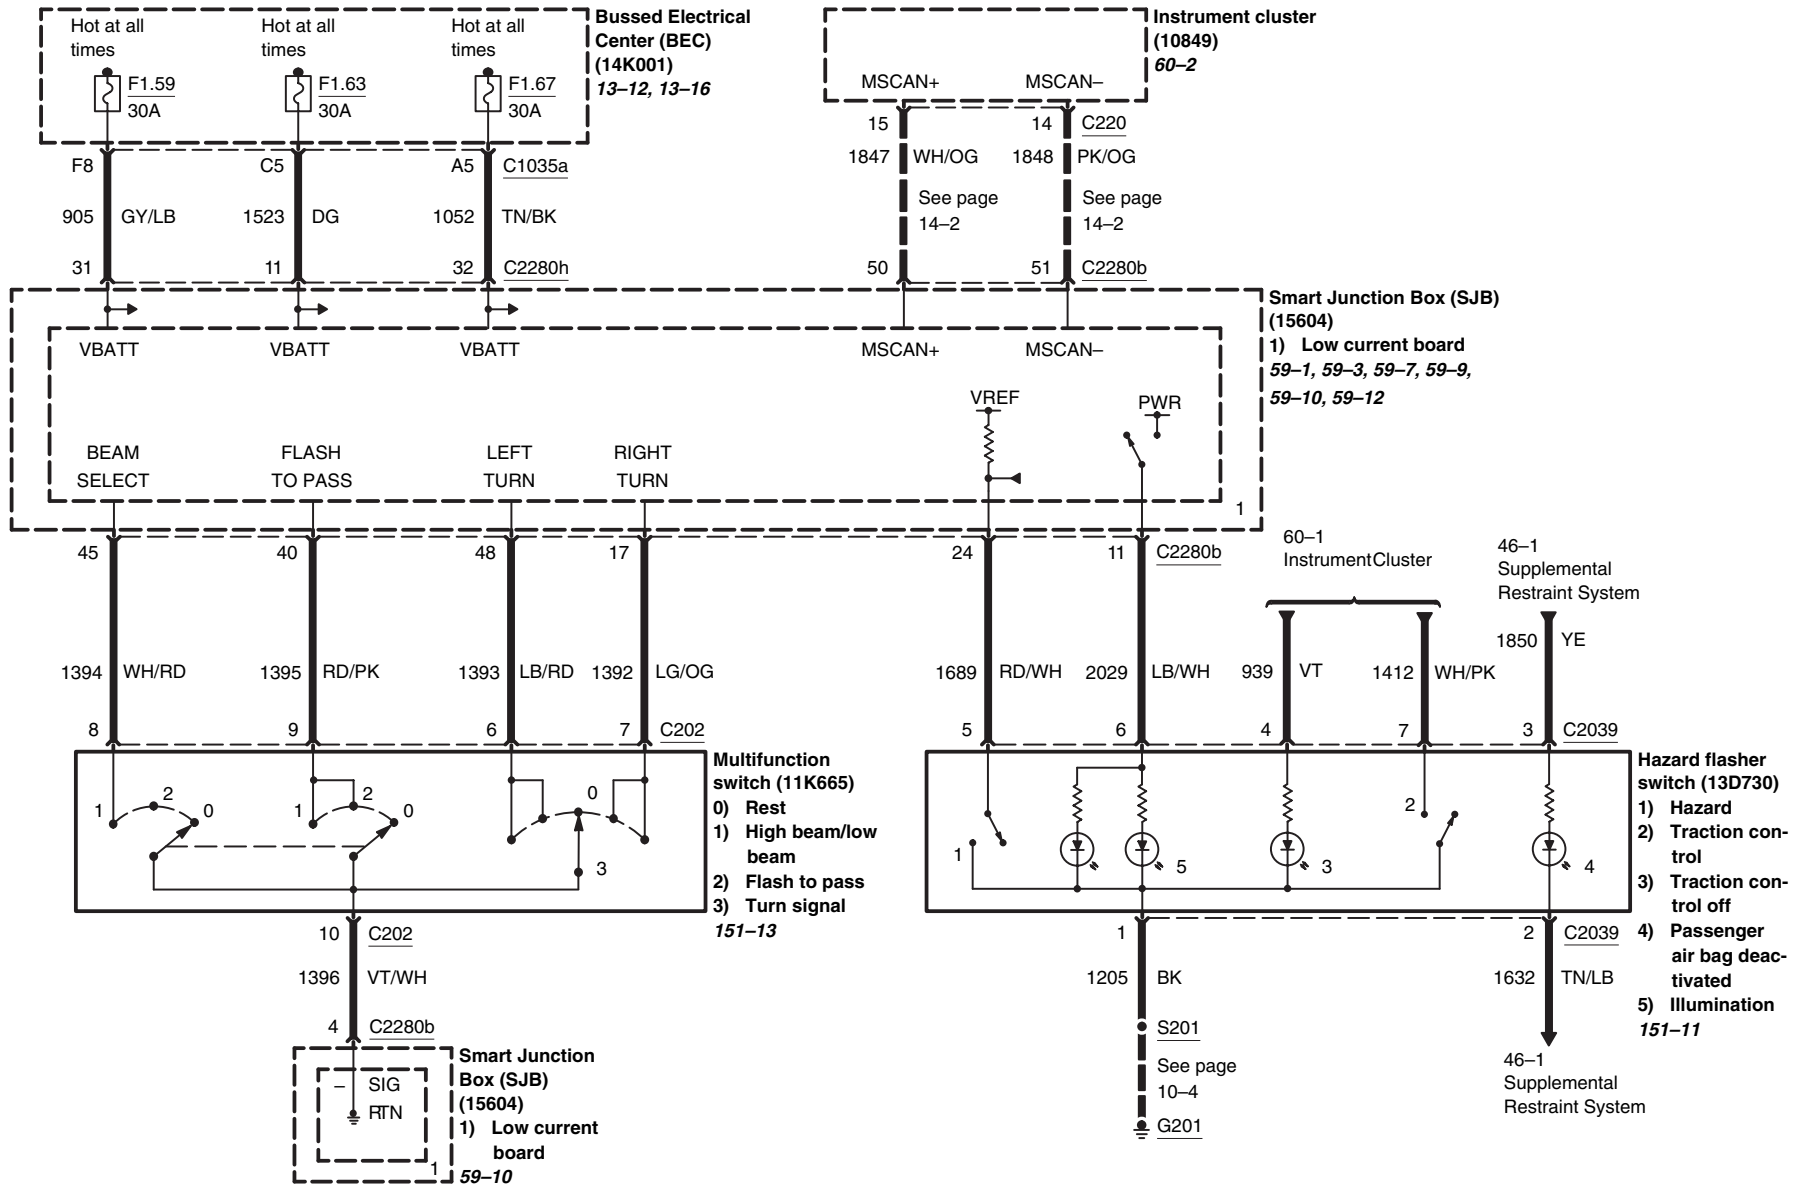 Hot at all
times
Hot at all
times
Hot at all
times
F1.59
30A
F1.63
30A
F1.67
30A
Bussed Electrical
Center (BEC)
(14K001)
13–12, 13–16
MSCAN+
MSCAN–
Instrument cluster
(10849)
60–2
F8
C5
A5
C1035a
15
14
C220
905
GY/LB
1523
DG
1052
TN/BK
1847
WH/OG
1848
PK/OG
See page
14–2
See page
14–2
31
11
32
C2280h
50
51
C2280b
VBATT
VBATT
VBATT
MSCAN+
MSCAN–
Smart Junction Box (SJB)
(15604)
1) Low current board
59–1, 59–3, 59–7, 59–9,
59–10, 59–12
VREF
PWR
BEAM
SELECT
FLASH
TO PASS
LEFT
TURN
RIGHT
TURN
1
45
40
48
17
24
11
C2280b
60–1
InstrumentCluster
46–1
Supplemental
Restraint System
1394
WH/RD
1395
RD/PK
1393
LB/RD
1392
LG/OG
1689
RD/WH
2029
LB/WH
939
VT
1412
WH/PK
1850
YE
8
9
6
7
C202
5
6
4
7
3
C2039
1
2
0
1
2
0
0
3
Multifunction
switch (11K665)
0) Rest
1) High beam/low
beam
2) Flash to pass
3) Turn signal
151–13
1
5
3
2
4
Hazard flasher
switch (13D730)
1) Hazard
2) Traction con-
trol
3) Traction con-
trol off
4) Passenger
air bag deac-
tivated
5) Illumination
151–11
10
C202
1396
VT/WH
4
C2280b
–
SIG
RTN
1
Smart Junction
Box (SJB)
(15604)
1) Low current
board
59–10
1
1205
BK
S201
See page
10–4
G201
2
C2039
1632
TN/LB
46–1
Supplemental
Restraint System